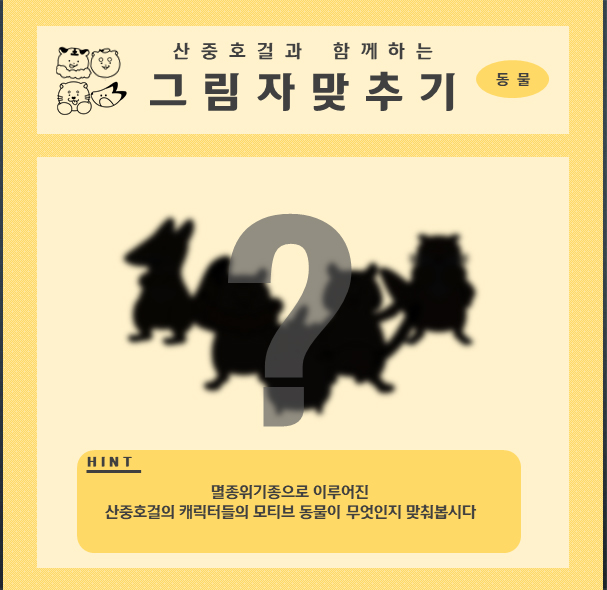 산중호걸과 함께하는
그림자맞추기
동물
?
HINT
멸종위기종으로 이루어진
산중호걸의 캐릭터들의 모티브 동물이 무엇인지 맞춰봅시다